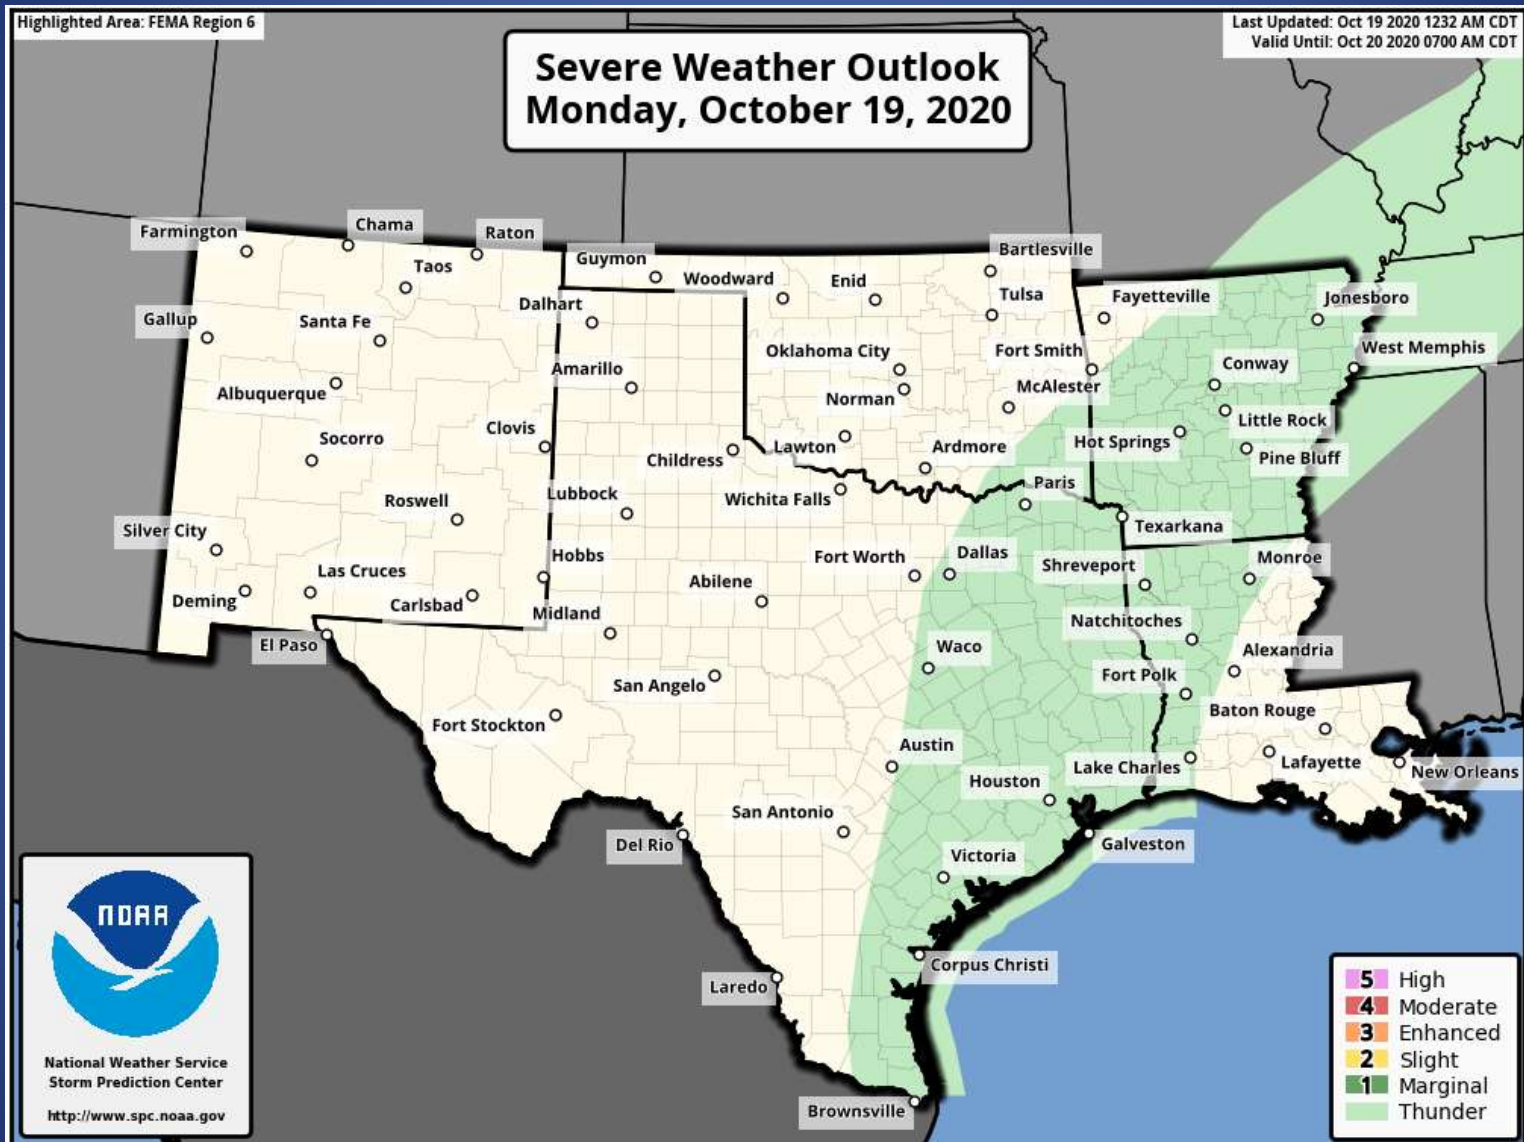 Highlighted Area: FEMA Region 6
Last Updated: Oct 19 2020 1232 AM CDT
Valid Until: Oct 20 2020 0700 AM CDT
Severe Weather Outlook
Monday, October 19, 2020
Farmington
Chama
Raton
Taos
Guymon
Woodward
Enid
Bartlesville
Tulsa
Fayetteville
Jonesboro
Gallup
Santa Fe
Dalhart
Oklahoma City
Fort Smith
West Memphis
Albuquerque
Amarillo
Norman
McAlester
Conway
Socorro
Clovis
Childress
Lawton
Ardmore
Hot Springs
Little Rock
Pine Bluff
Roswell
Lubbock
Wichita Falls
Paris
Texarkana
Silver City
Las Cruces
Hobbs
Fort Worth
Dallas
Shreveport
Monroe
Deming
Carlsbad
Midland
Abilene
Natchitoches
El Paso
San Angelo
Waco
Fort Polk
Alexandria
Fort Stockton
Austin
Baton Rouge
Houston
Lake Charles
Lafayette
New Orleans
Del Rio
San Antonio
Victoria
Galveston
Laredo
Corpus Christi
Brownsville
NOAA
National Weather Service
Storm Prediction Center
http://www.spc.noaa.gov
5 High
4 Moderate
3 Enhanced
2 Slight
1 Marginal
Thunder